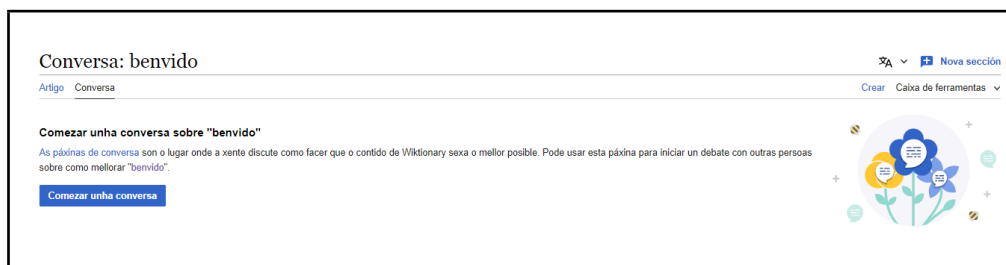 Conversa: benvido
Nova sección
Artigo Conversa
Crear Caixa de ferramentas
Comezar unha conversa sobre "benvido"
As páxinas de conversa son o lugar onde a xente discute como facer que o contido de Wiktionary sexa o mellor posible. Pode usar esta páxina para iniciar un debate con outras persoas
sobre como mellorar "benvido".
Comezar unha conversa